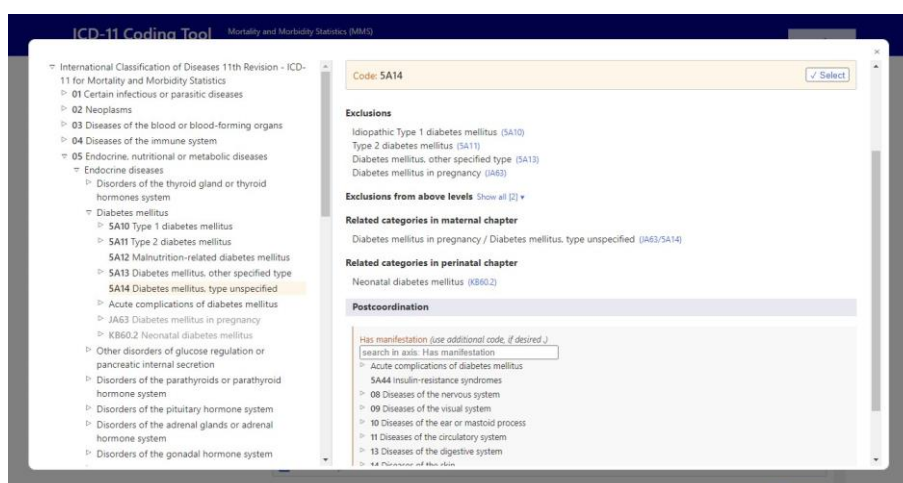 ICD-11 Coding Tool Mortality and Morbidity Statistics (MMS)
International Classification of Diseases 11th Revision - ICD-
11 for Mortality and Morbidity Statistics
01 Certain infectious or parasitic diseases
02 Neoplasms
03 Diseases of the blood or blood-forming organs
04 Diseases of the immune system
05 Endocrine, nutritional or metabolic diseases
Endocrine diseases
Disorders of the thyroid gland or thyroid
hormones system
Diabetes mellitus
5A10 Type 1 diabetes mellitus
5A11 Type 2 diabetes mellitus
5A12 Malnutrition-related diabetes mellitus
5A13 Diabetes mellitus, other specified type
5A14 Diabetes mellitus, type unspecified
Acute complications of diabetes mellitus
JA63 Diabetes mellitus in pregnancy
KB60.2 Neonatal diabetes mellitus
Other disorders of glucose regulation or
pancreatic internal secretion
Disorders of the parathyroids or parathyroid
hormone system
Disorders of the pituitary hormone system
Disorders of the adrenal glands or adrenal
hormone system
Disorders of the gonadal hormone system
Code: 5A14
✓ Select
Exclusions
Idiopathic Type 1 diabetes mellitus (5A10)
Type 2 diabetes mellitus (5A11)
Diabetes mellitus, other specified type (5A13)
Diabetes mellitus in pregnancy (JA63)
Exclusions from above levels Show all [2]
Related categories in maternal chapter
Diabetes mellitus in pregnancy / Diabetes mellitus, type unspecified (JA63/5A14)
Related categories in perinatal chapter
Neonatal diabetes mellitus (KB60.2)
Postcoordination
Has manifestation (use additional code, if desired .)
search in axis: Has manifestation
Acute complications of diabetes mellitus
5A44 Insulin-resistance syndromes
08 Diseases of the nervous system
09 Diseases of the visual system
10 Diseases of the ear or mastoid process
11 Diseases of the circulatory system
13 Diseases of the digestive system
14 Diseases of the skin